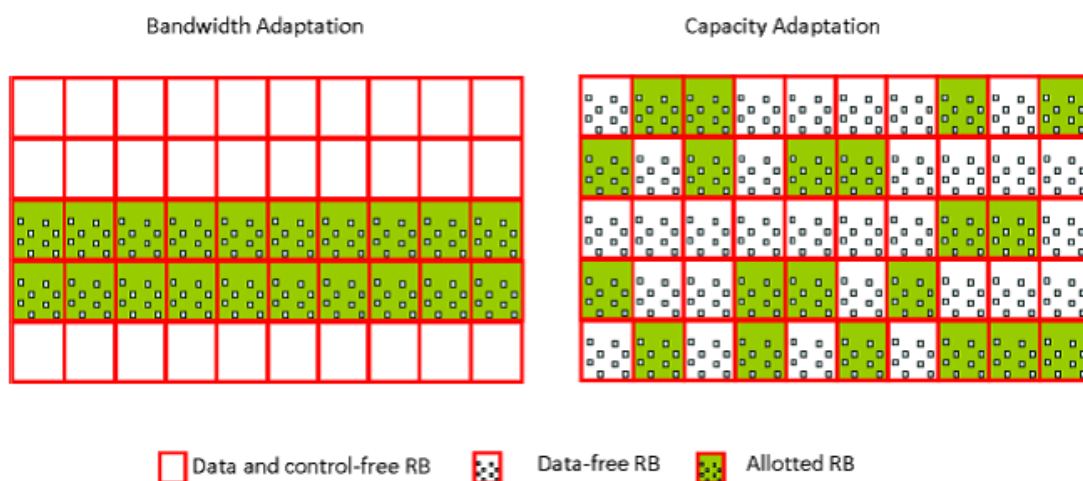 Bandwidth Adaptation
Capacity Adaptation
Data and control-free RB
Data-free RB
Allotted RB